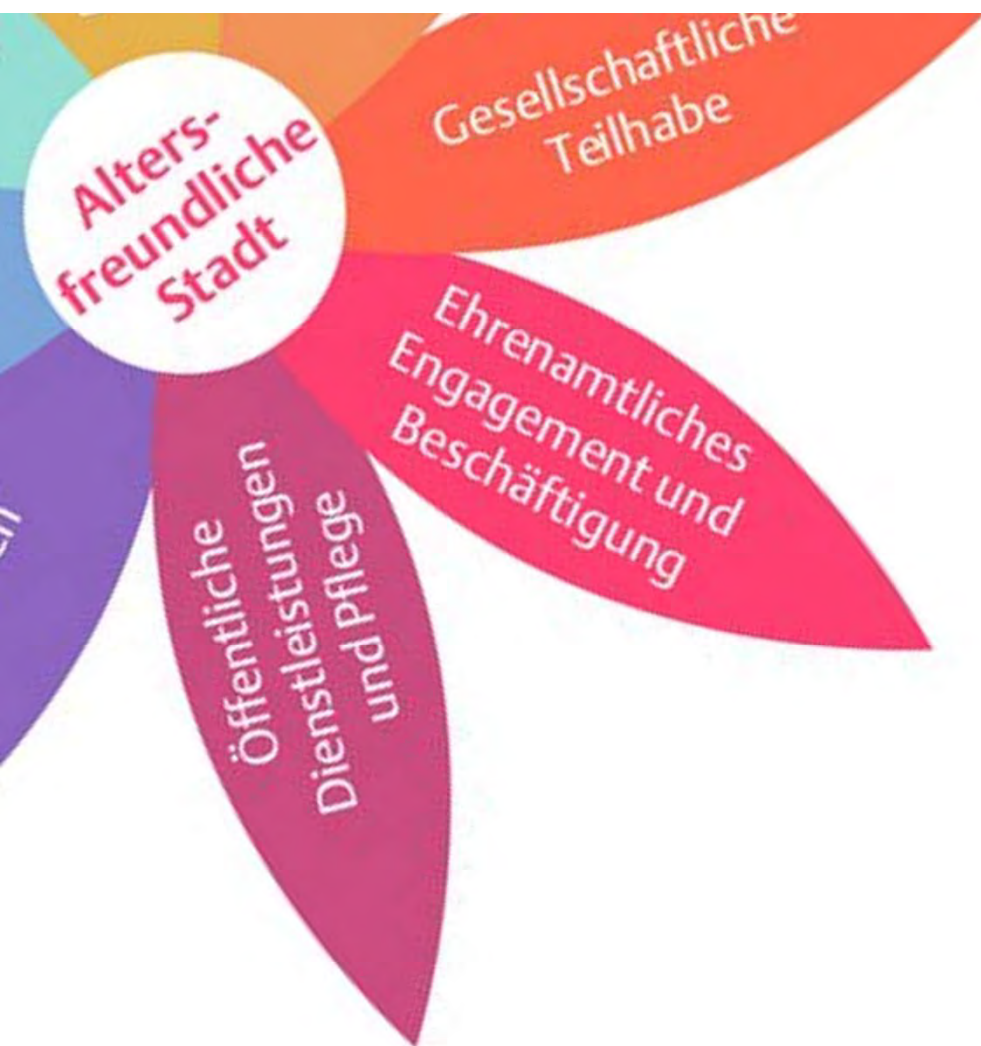 Alters-
freundliche
Stadt
Gesellschaftliche
Teilhabe
Ehrenamtliches
Engagement und
Beschäftigung
Öffentliche
Dienstleistungen
und Pflege